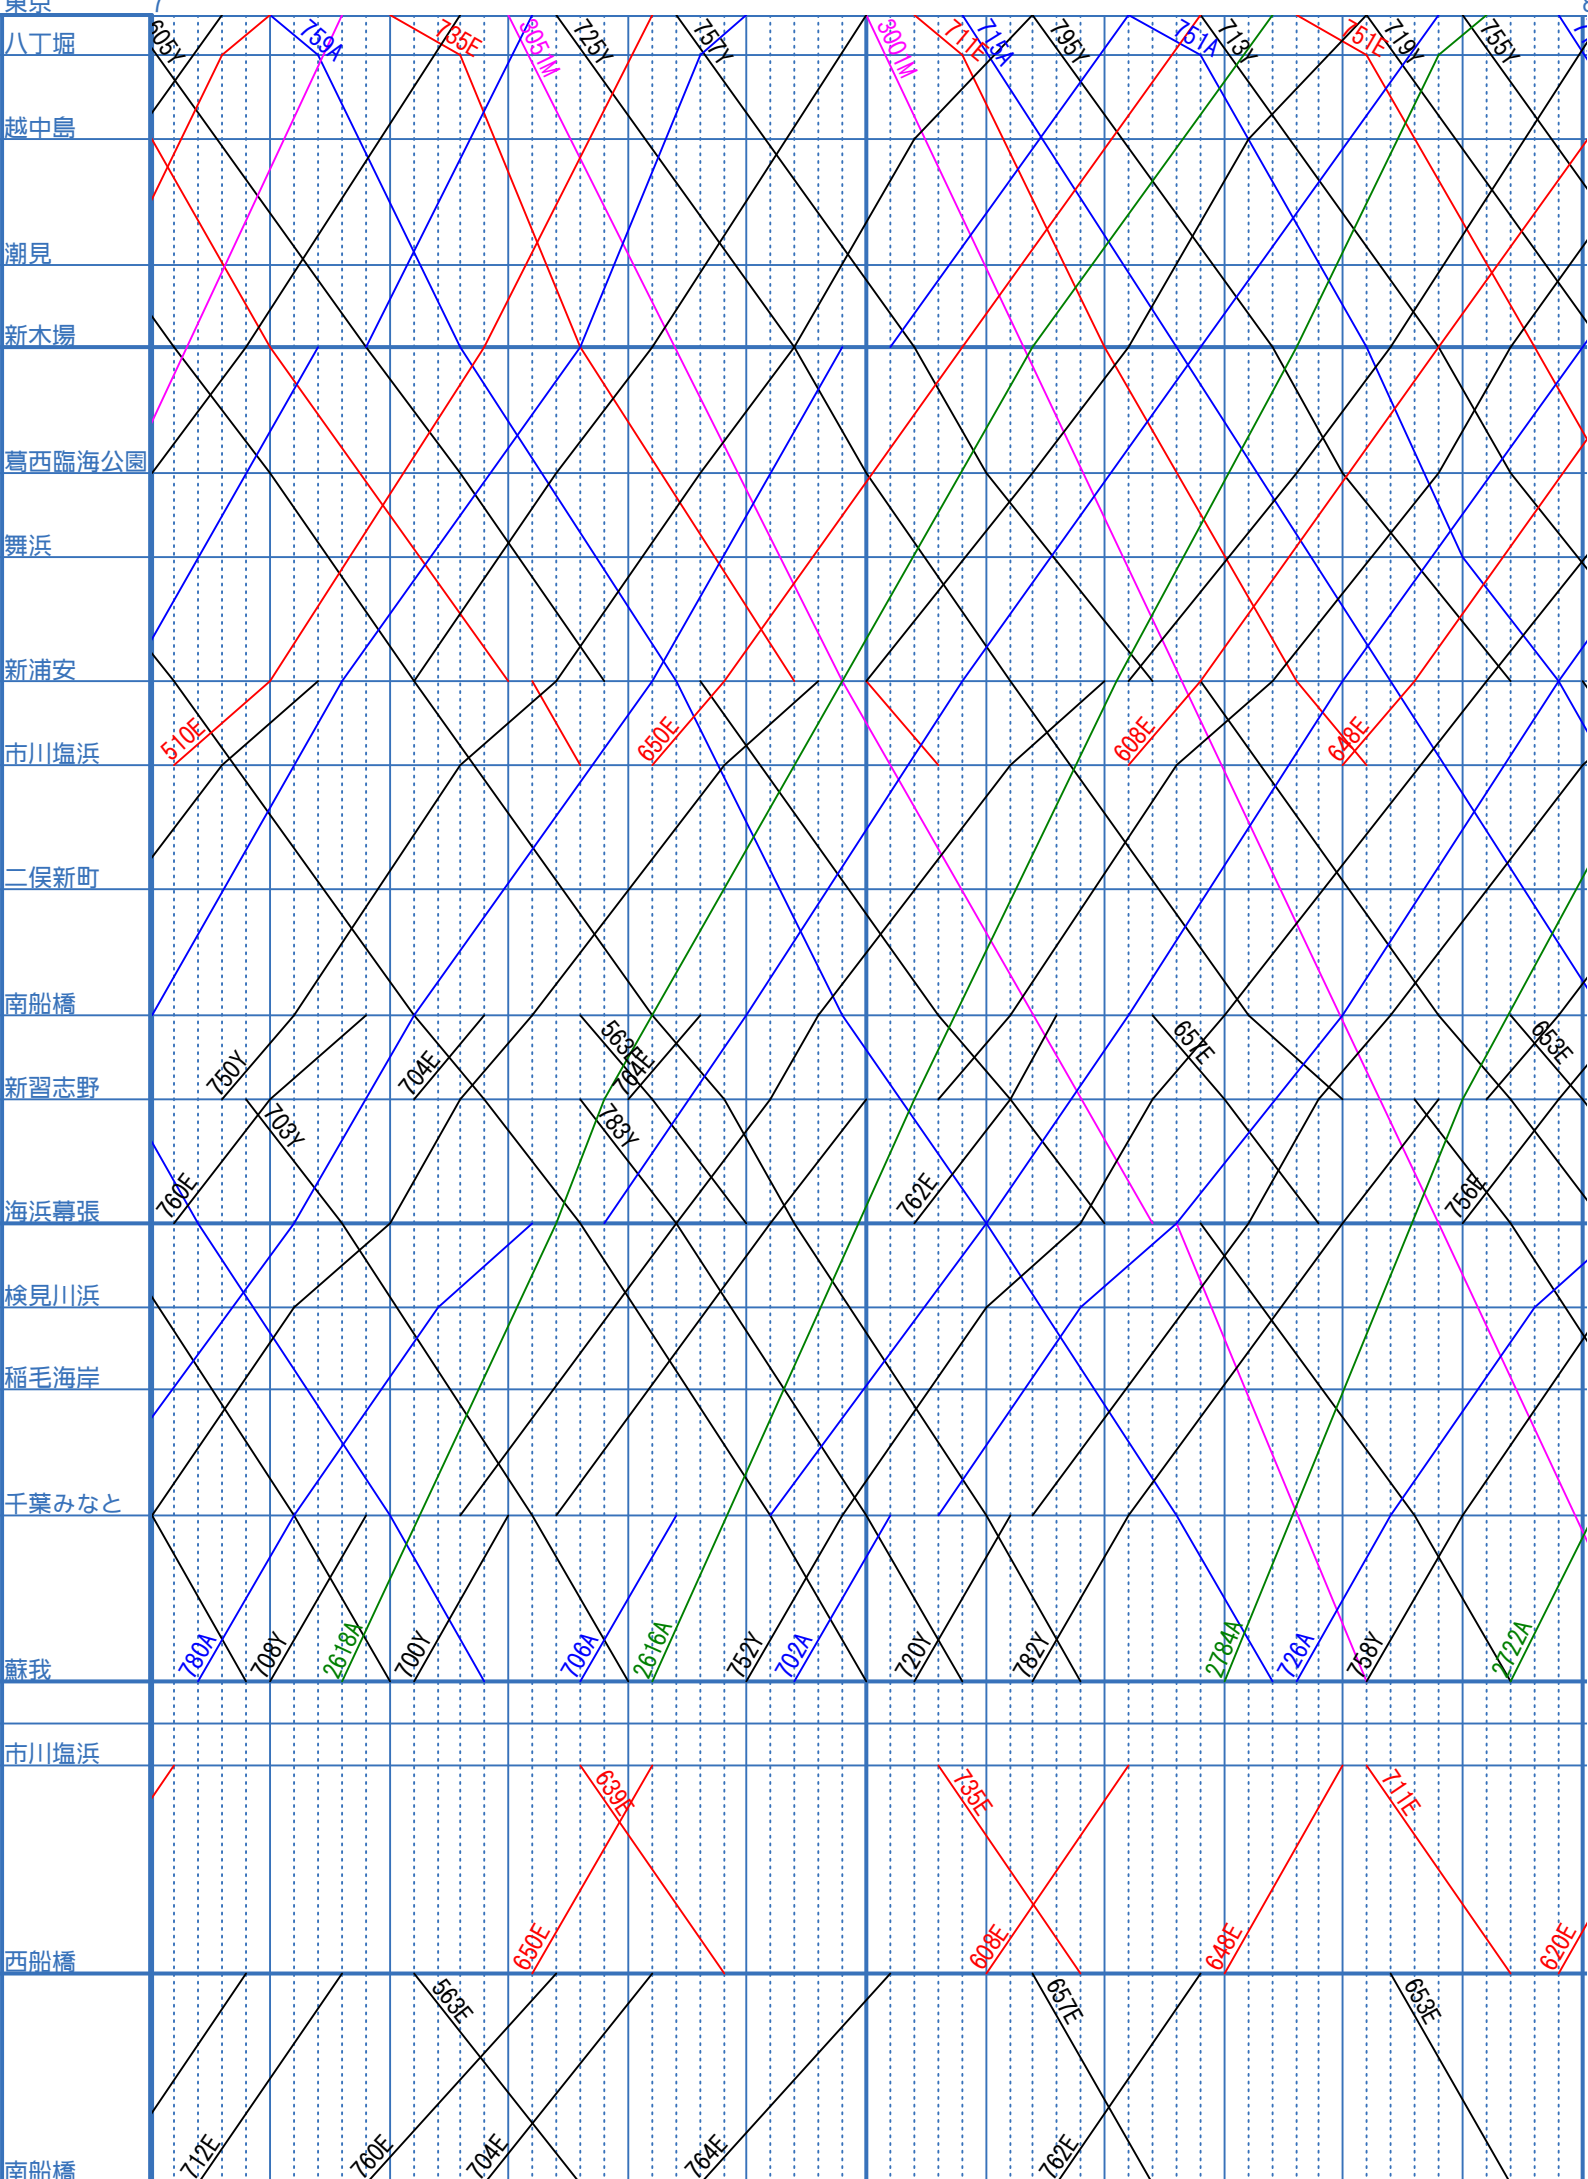 東京 7
八丁堀 605Y 759A 735E 3051M 725Y 757Y 3001M 711E 715A 795Y 751A 713Y 751E 719Y 755Y
越中島
潮見
新木場
葛西臨海公園
舞浜
新浦安
市川塩浜 510E 650E 608E 648E
二俣新町
南船橋
新習志野 750Y 704E 563E 764E 657E 653E
703Y 783Y
海浜幕張 760E 762E 756E
検見川浜
稲毛海岸
千葉みなと
蘇我 780A 708Y 2618A 700Y 706A 2616A 752Y 702A 720Y 782Y 2784A 726A 758Y 2722A
市川塩浜
639E 735E 711E
西船橋 650E 608E 648E 620E
563E 657E 653E
南船橋 712E 760E 704E 764E 762E